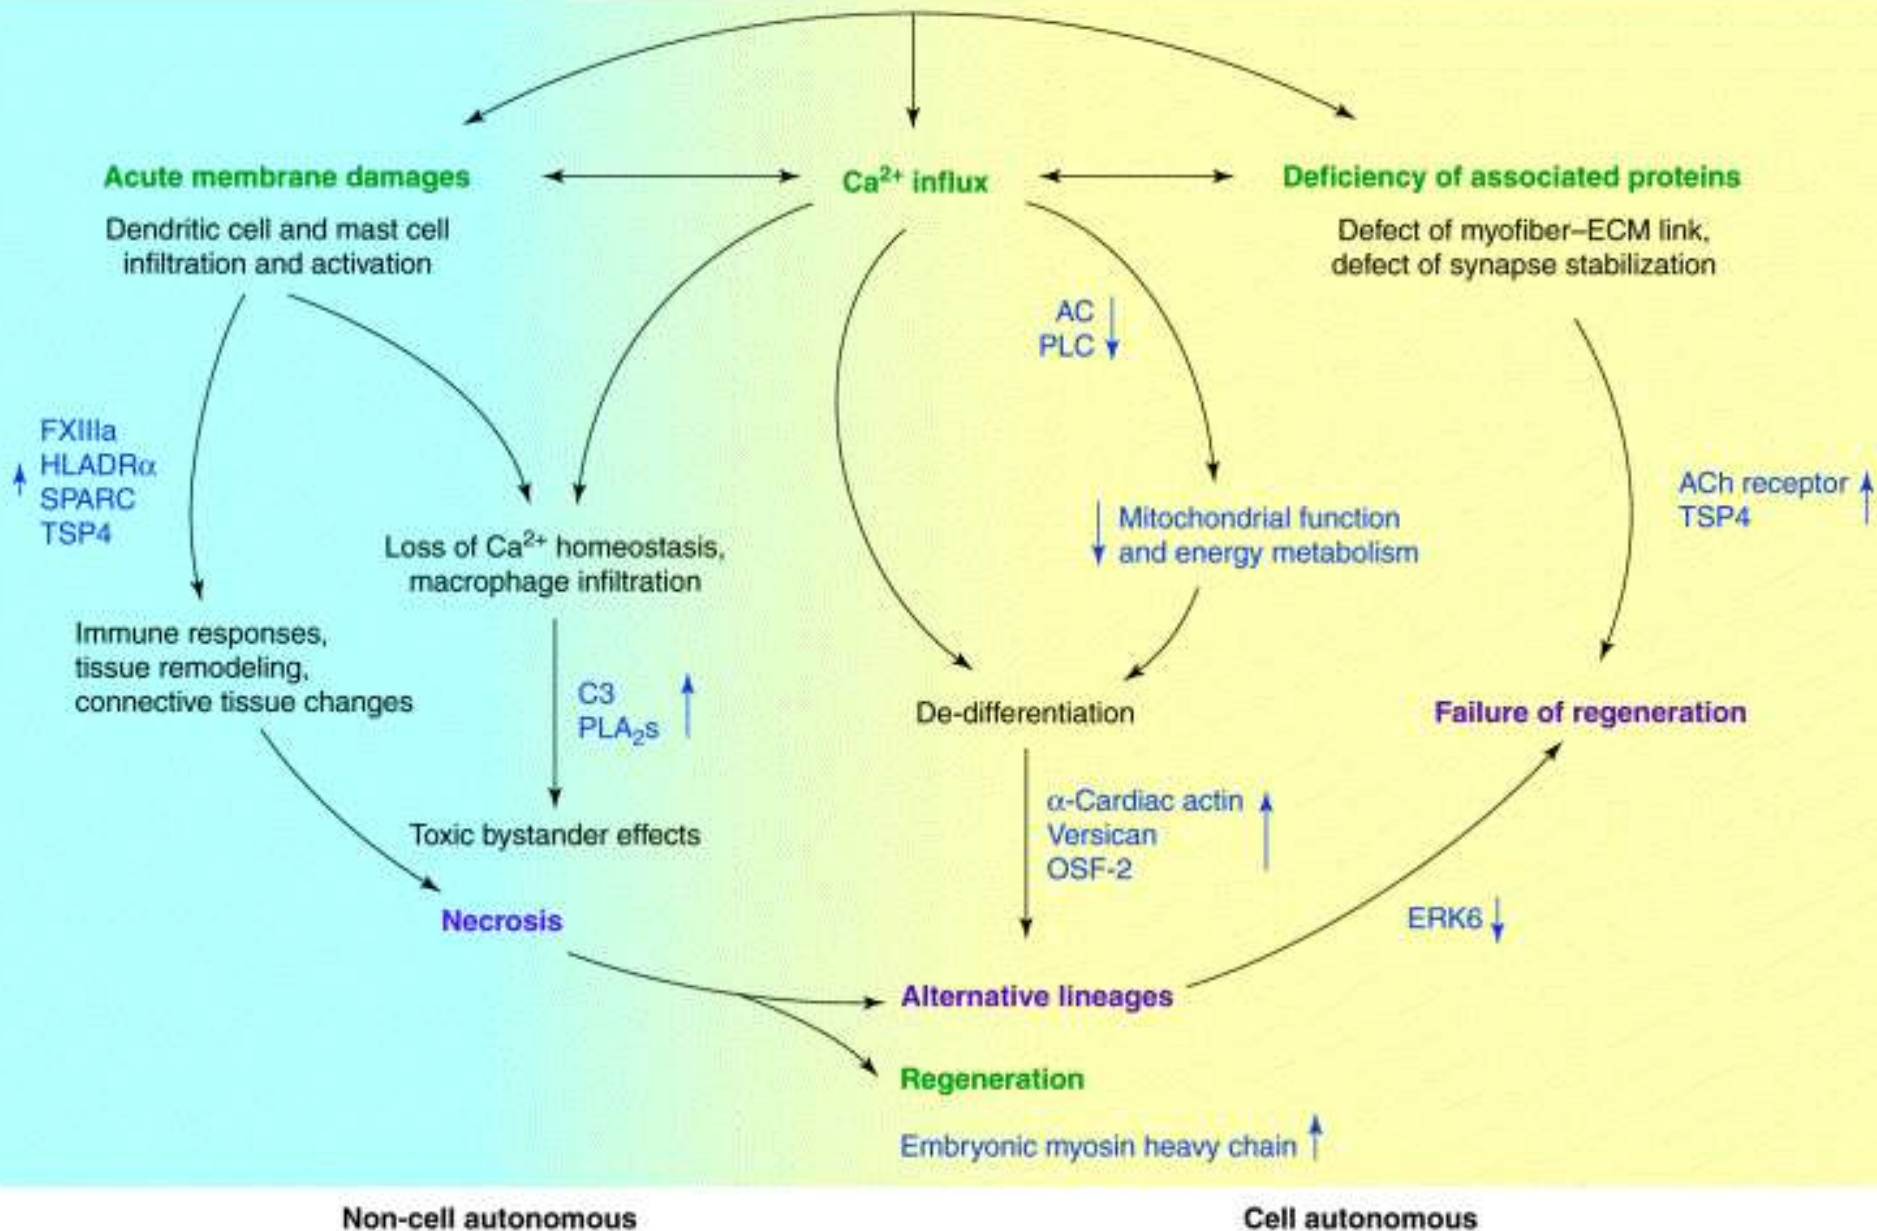 Acute membrane damages
Ca²⁺ influx
Deficiency of associated proteins
Dendritic cell and mast cell
infiltration and activation
Defect of myofiber–ECM link,
defect of synapse stabilization
AC
PLC
FXIIIa
HLADRα
SPARC
TSP4
ACh receptor
TSP4
Mitochondrial function
and energy metabolism
Loss of Ca²⁺ homeostasis,
macrophage infiltration
Immune responses,
tissue remodeling,
connective tissue changes
C3
PLA₂s
De-differentiation
Failure of regeneration
α-Cardiac actin
Versican
OSF-2
Toxic bystander effects
Necrosis
ERK6
Alternative lineages
Regeneration
Embryonic myosin heavy chain
Non-cell autonomous
Cell autonomous